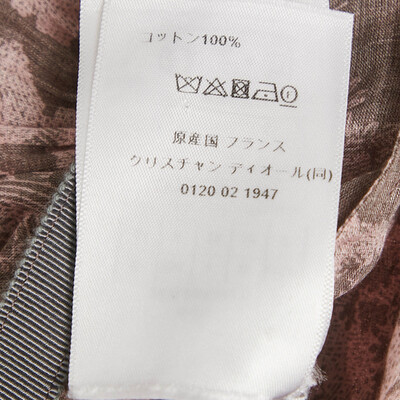 コットン100%
原産国 フランス
クリスチャン ディオール(同)
0120 02 1947